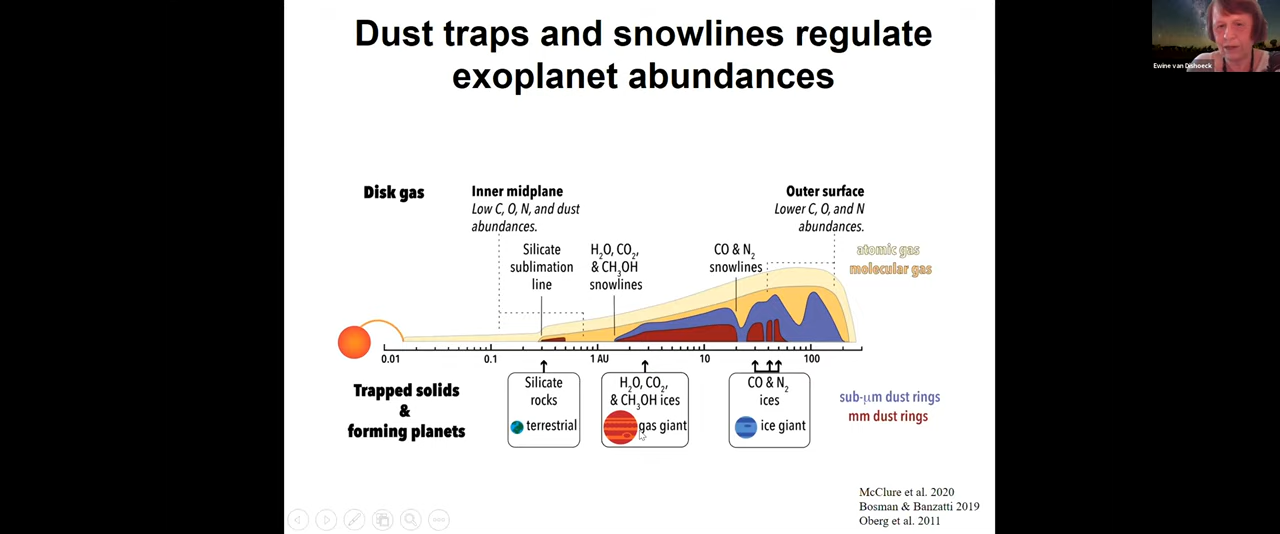 Dust traps and snowlines regulate
exoplanet abundances
Ewine van Dishoeck
Disk gas
Inner midplane
Low C, O, N, and dust
abundances.
Outer surface
Lower C, O, and N
abundances.
Silicate
sublimation
line
H₂O, CO₂,
& CH₃OH
snowlines
CO & N₂
snowlines
atomic gas
molecular gas
0.01
0.1
1 AU
10
100
Trapped solids
&
forming planets
Silicate
rocks
terrestrial
H₂O, CO₂,
& CH₃OH ices
gas giant
CO & N₂
ices
ice giant
sub-μm dust rings
mm dust rings
McClure et al. 2020
Bosman & Banzatti 2019
Oberg et al. 2011